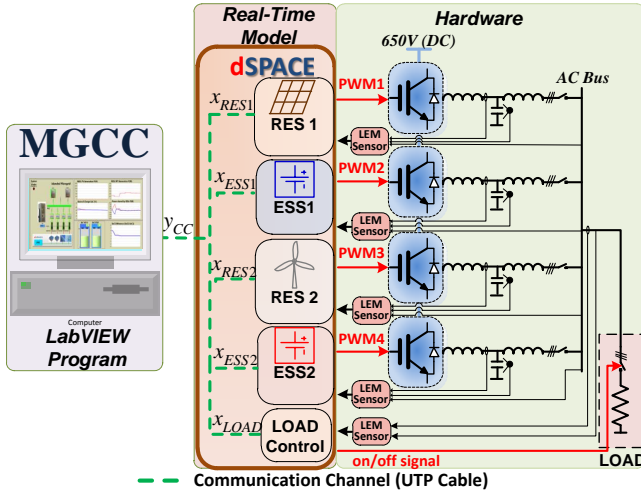 Real-Time
Model
Hardware
650V (DC)
AC Bus
dSPACE
MGCC
Computer
LabVIEW
Program
y_CC
x_RES1
RES 1
PWM1
LEM
Sensor
x_ESS1
ESS1
PWM2
LEM
Sensor
x_RES2
RES 2
PWM3
LEM
Sensor
x_ESS2
ESS2
PWM4
LEM
Sensor
x_LOAD
LOAD
Control
LEM
Sensor
on/off signal
LOAD
Communication Channel (UTP Cable)